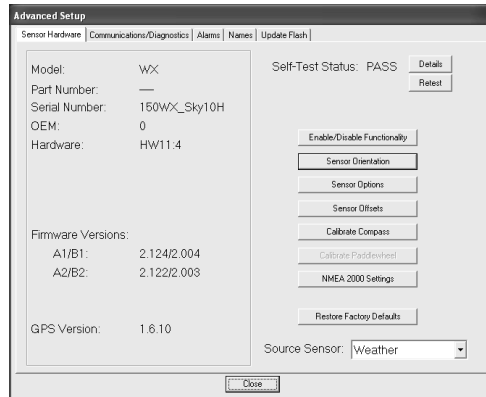 Advanced Setup
Sensor Hardware Communications/Diagnostics Alarms Names Update Flash
Model: WX
Part Number: —
Serial Number: 150WX_Sky10H
OEM: 0
Hardware: HW11:4
Firmware Versions:
A1/B1: 2.124/2.004
A2/B2: 2.122/2.003
GPS Version: 1.6.10
Self-Test Status: PASS Details
Retest
Enable/Disable Functionality
Sensor Orientation
Sensor Options
Sensor Offsets
Calibrate Compass
Calibrate Paddlewheel
NMEA 2000 Settings
Restore Factory Defaults
Source Sensor: Weather
Close